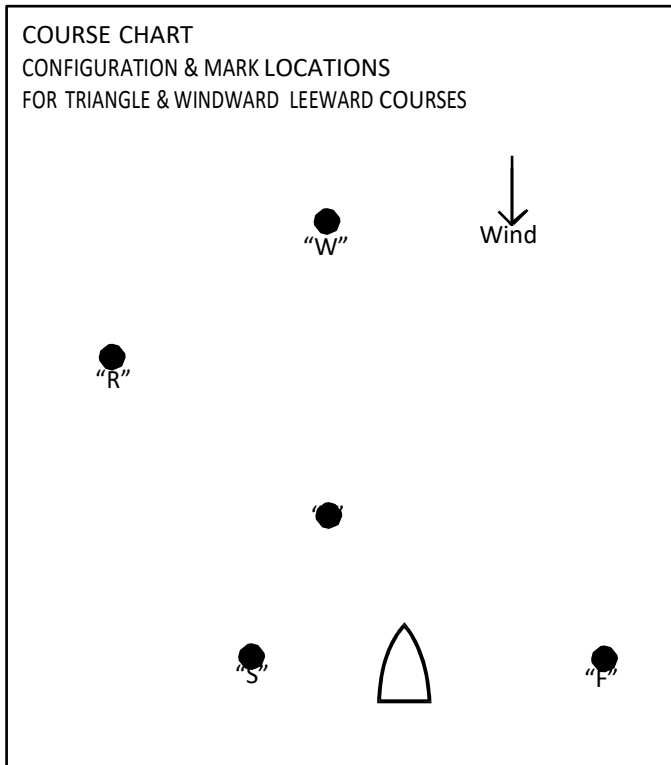 COURSE CHART
CONFIGURATION & MARK LOCATIONS
FOR TRIANGLE & WINDWARD LEEWARD COURSES
“W”
Wind
“R”
“S”
“F”